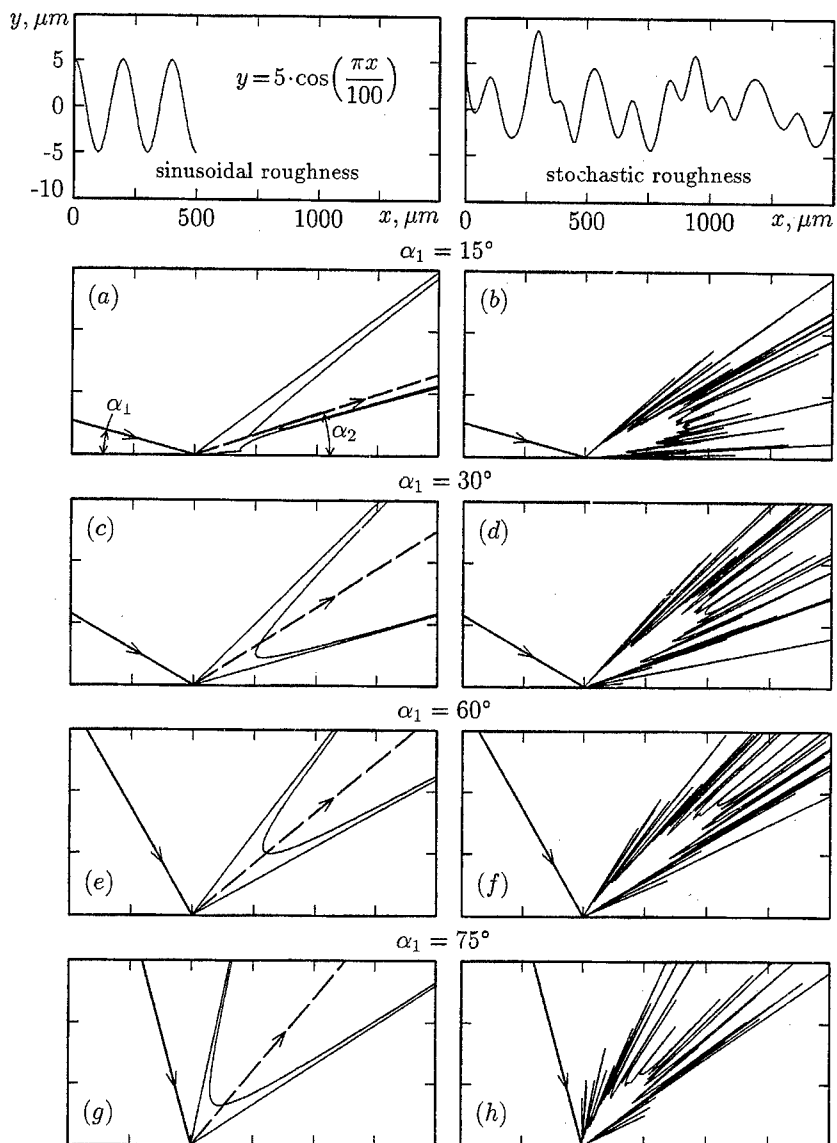 y, μm
5
0
-5
-10
y = 5·cos(πx/100)
sinusoidal roughness
stochastic roughness
0 500 1000 x, μm
0 500 1000 x, μm
α₁ = 15°
(a)
α₁
α₂
(b)
α₁ = 30°
(c)
(d)
α₁ = 60°
(e)
(f)
α₁ = 75°
(g)
(h)